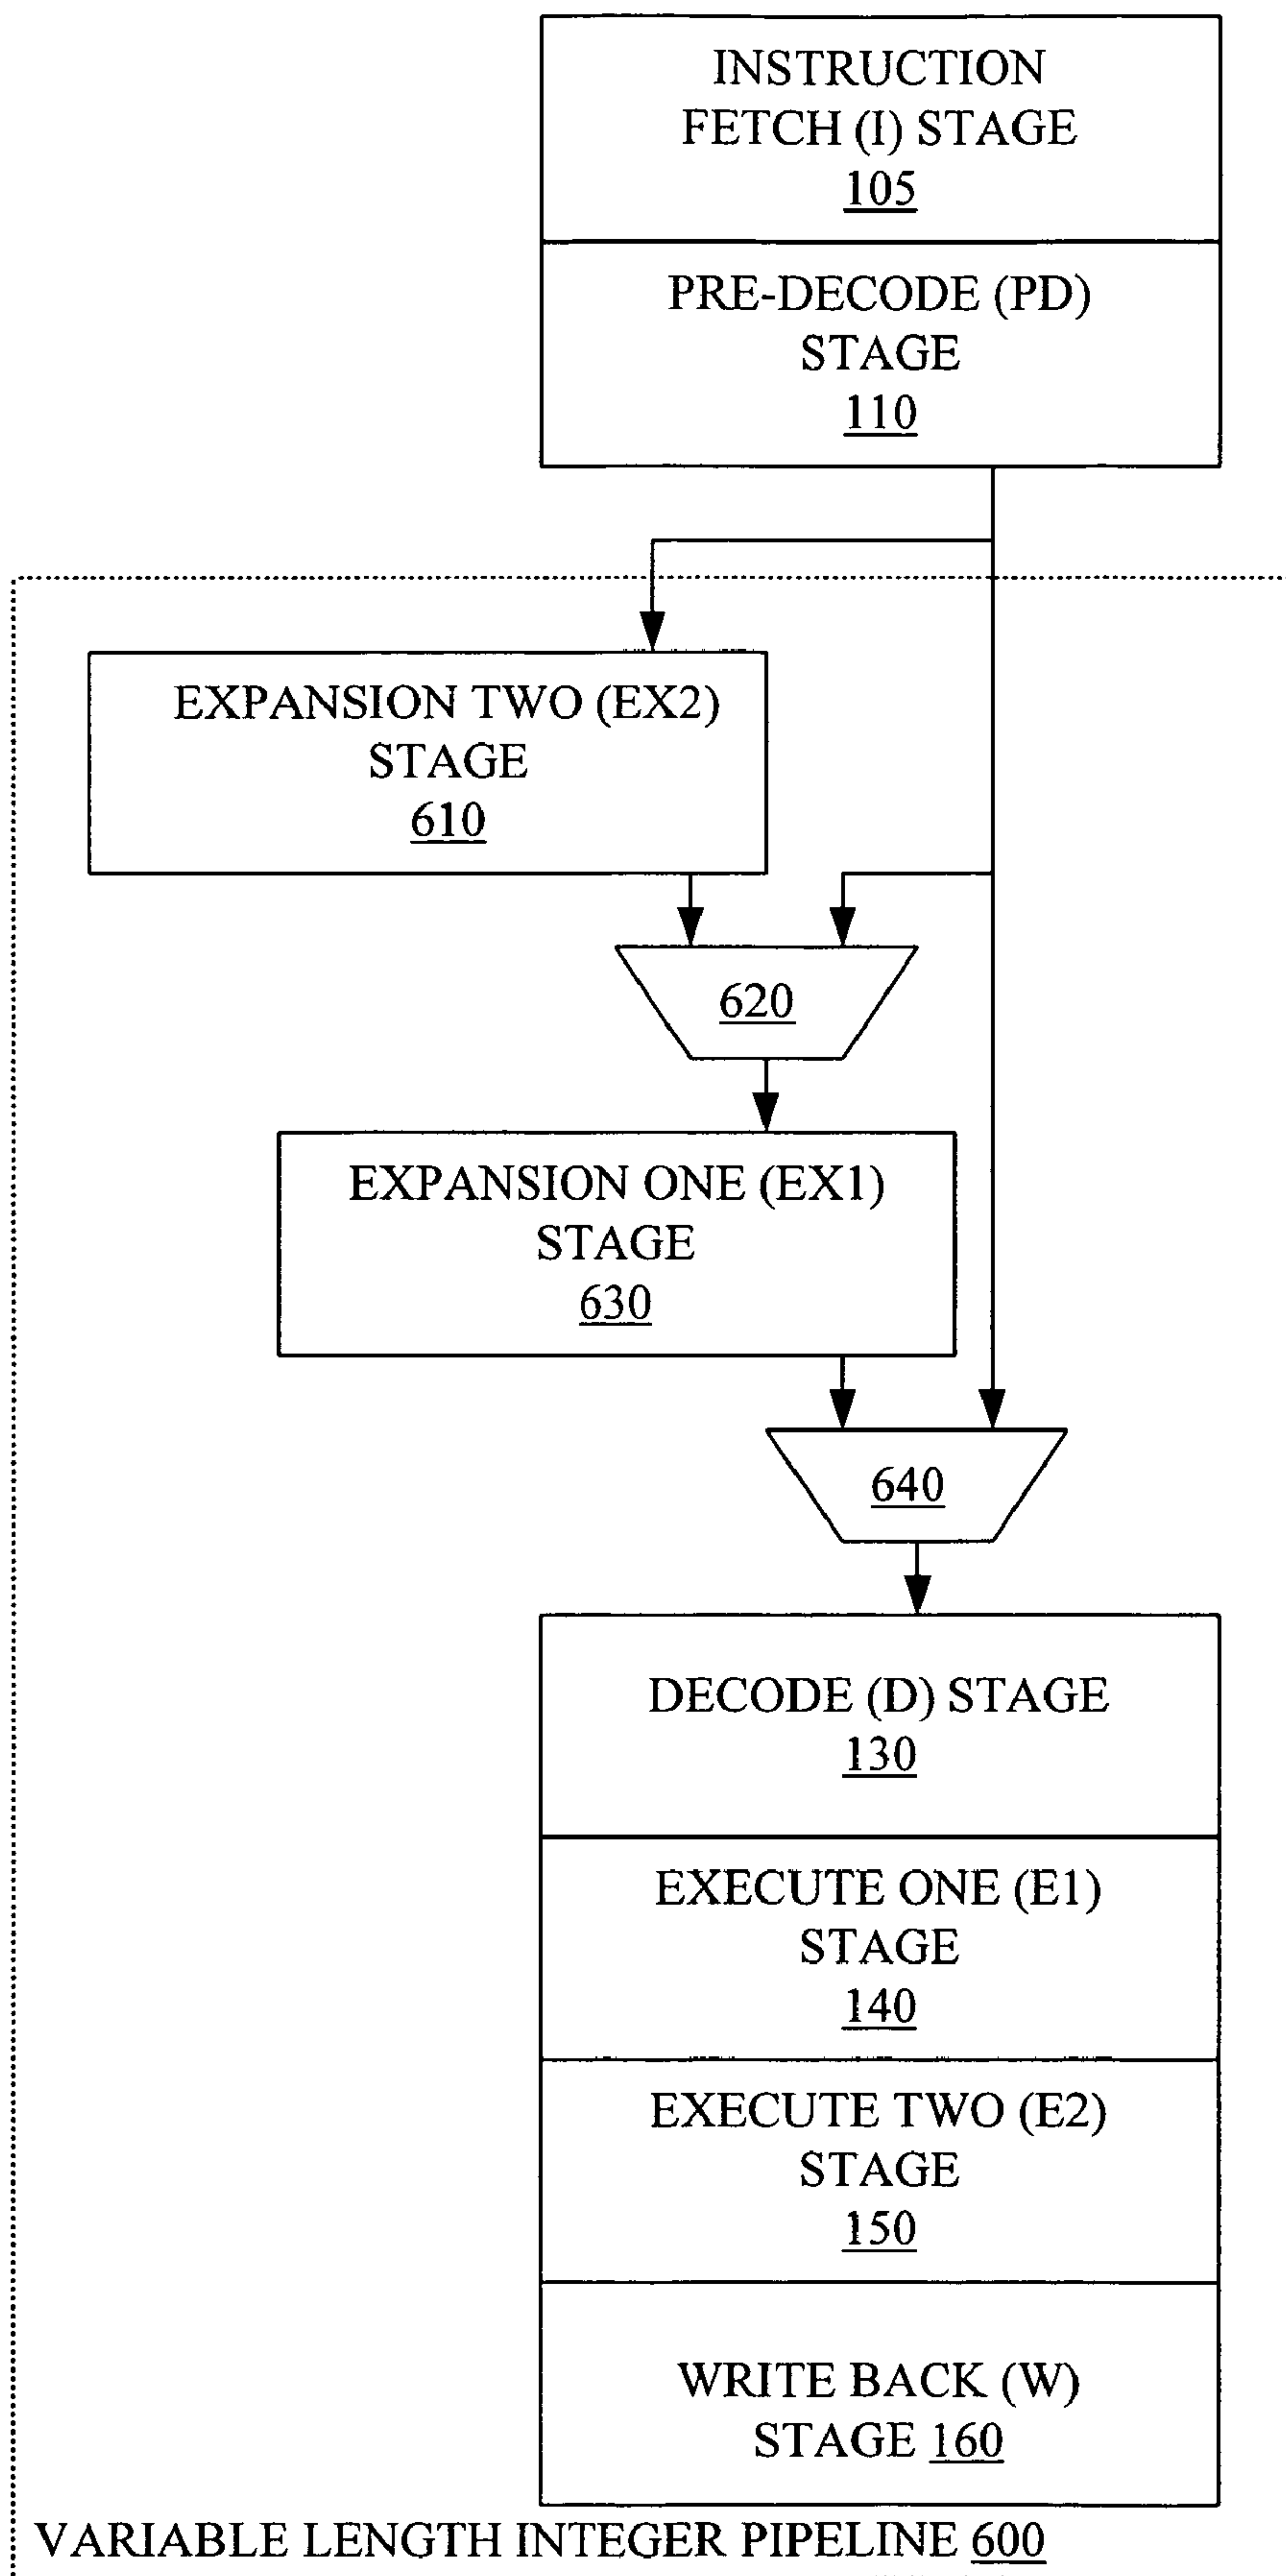 INSTRUCTION
FETCH (I) STAGE
105
PRE-DECODE (PD)
STAGE
110
EXPANSION TWO (EX2)
STAGE
610
620
EXPANSION ONE (EX1)
STAGE
630
640
DECODE (D) STAGE
130
EXECUTE ONE (E1)
STAGE
140
EXECUTE TWO (E2)
STAGE
150
WRITE BACK (W)
STAGE 160
VARIABLE LENGTH INTEGER PIPELINE 600